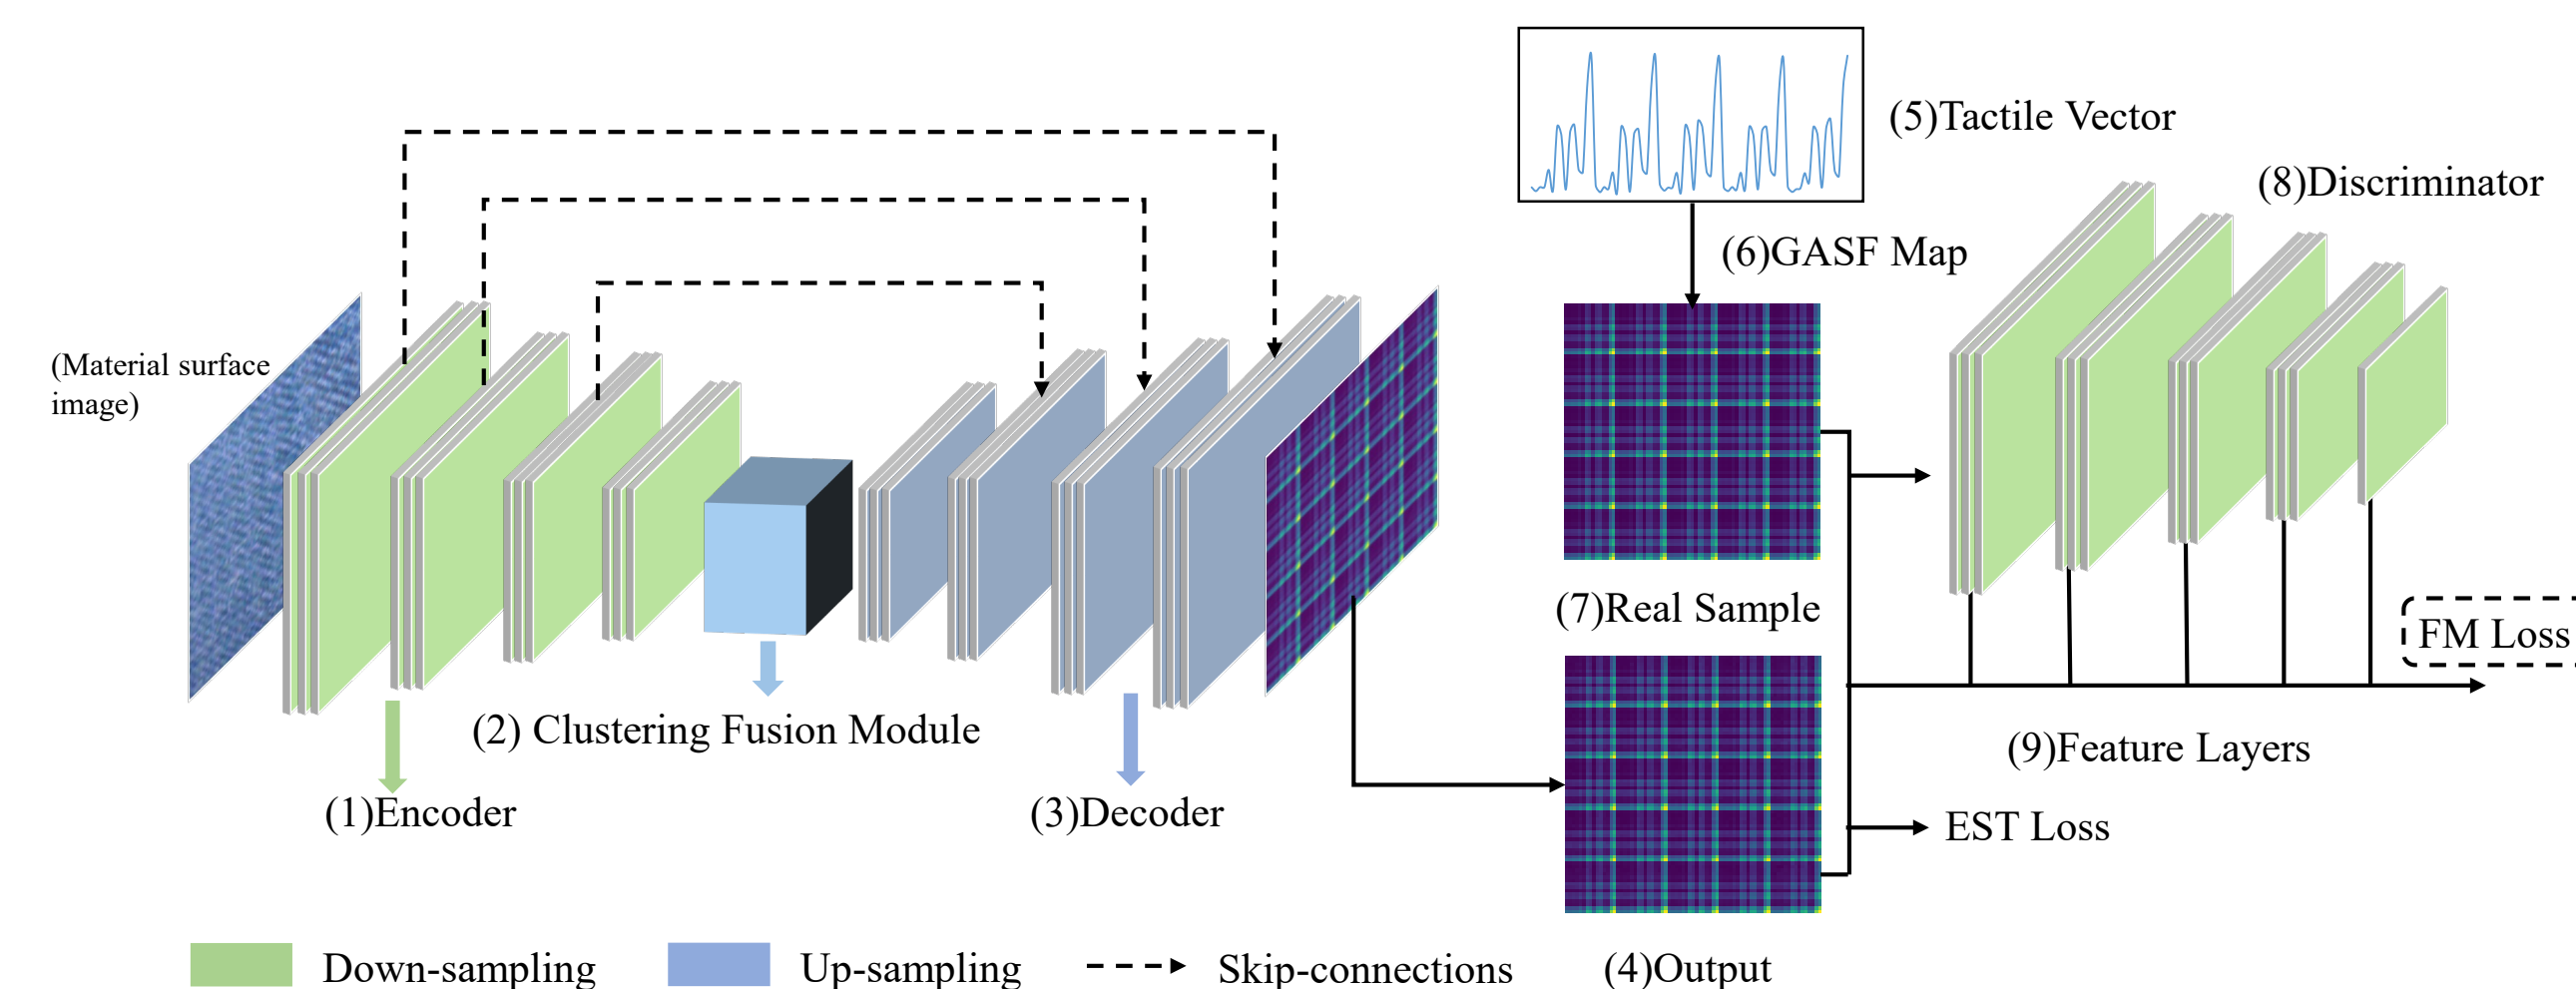 (5)Tactile Vector
(8)Discriminator
(6)GASF Map
(Material surface
image)
(7)Real Sample
FM Loss
(2) Clustering Fusion Module
(9)Feature Layers
(1)Encoder
(3)Decoder
EST Loss
Down-sampling
Up-sampling
Skip-connections
(4)Output